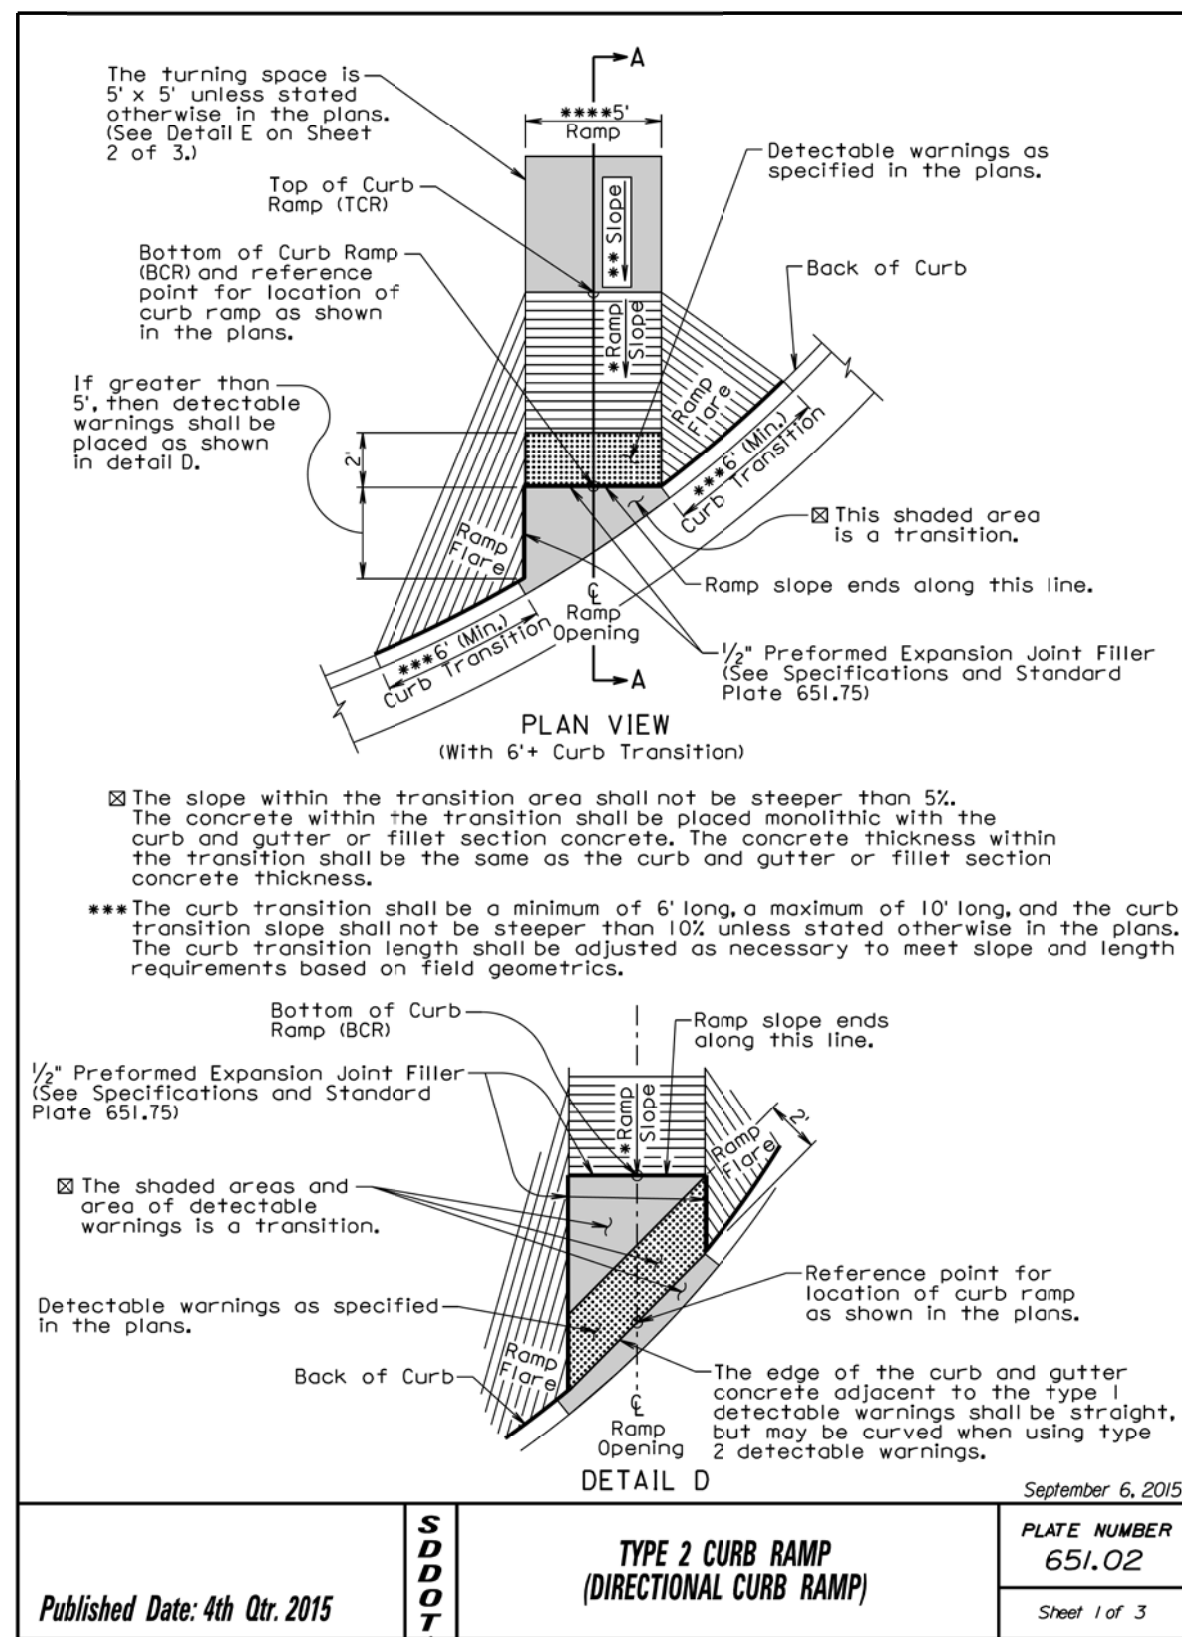 A
The turning space is
5' x 5' unless stated
otherwise in the plans.
(See Detail E on Sheet
2 of 3.)
****5'
Ramp
Detectable warnings as
specified in the plans.
Top of Curb
Ramp (TCR)
** Slope
Bottom of Curb Ramp
(BCR) and reference
point for location of
curb ramp as shown
in the plans.
Back of Curb
*Ramp
Slope
If greater than
5', then detectable
warnings shall be
placed as shown
in detail D.
Ramp
Flare
2'
***6' (Min.)
Curb Transition
☒ This shaded area
is a transition.
Ramp
Flare
Ramp slope ends along this line.
℄
Ramp
Opening
***6' (Min.)
Curb Transition
1/2" Preformed Expansion Joint Filler
(See Specifications and Standard
Plate 651.75)
A
PLAN VIEW
(With 6'+ Curb Transition)
☒ The slope within the transition area shall not be steeper than 5%.
The concrete within the transition shall be placed monolithic with the
curb and gutter or fillet section concrete. The concrete thickness within
the transition shall be the same as the curb and gutter or fillet section
concrete thickness.
*** The curb transition shall be a minimum of 6' long, a maximum of 10' long, and the curb
transition slope shall not be steeper than 10% unless stated otherwise in the plans.
The curb transition length shall be adjusted as necessary to meet slope and length
requirements based on field geometrics.
Bottom of Curb
Ramp (BCR)
Ramp slope ends
along this line.
1/2" Preformed Expansion Joint Filler
(See Specifications and Standard
Plate 651.75)
*Ramp
Slope
2'
Ramp
Flare
☒ The shaded areas and
area of detectable
warnings is a transition.
Reference point for
location of curb ramp
as shown in the plans.
Detectable warnings as specified
in the plans.
Ramp
Flare
Back of Curb
The edge of the curb and gutter
concrete adjacent to the type 1
detectable warnings shall be straight,
but may be curved when using type
2 detectable warnings.
℄
Ramp
Opening
DETAIL D
September 6, 2015
Published Date: 4th Qtr. 2015
S
D
D
O
T
TYPE 2 CURB RAMP
(DIRECTIONAL CURB RAMP)
PLATE NUMBER
651.02
Sheet 1 of 3